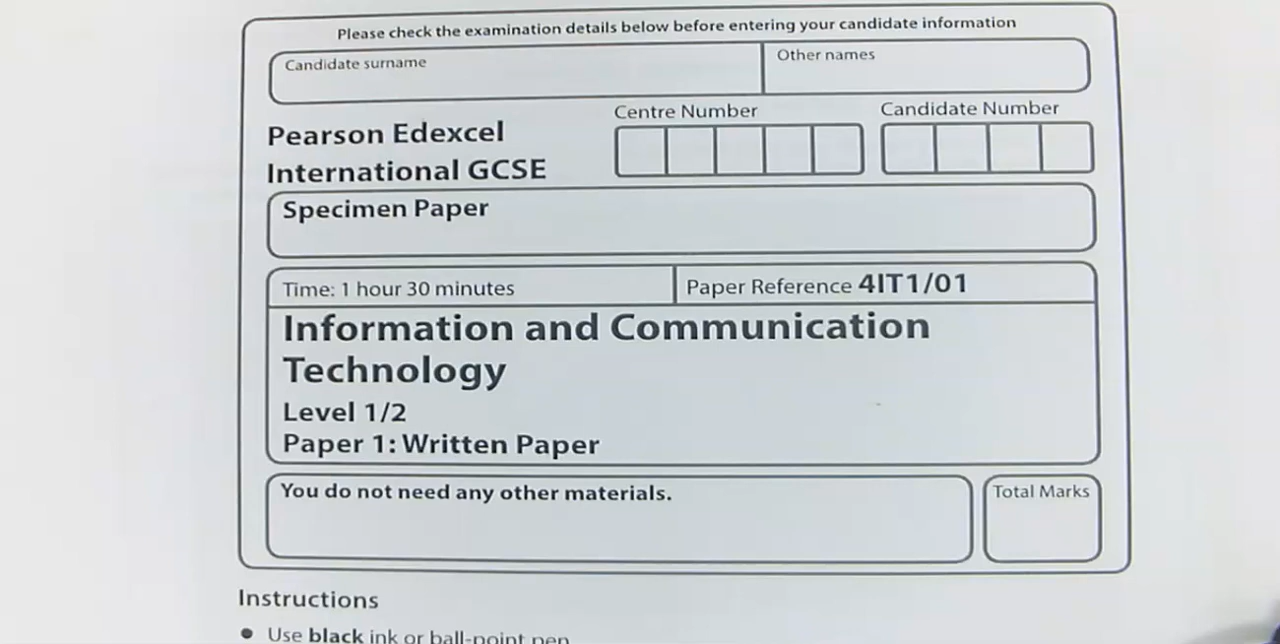 Please check the examination details below before entering your candidate information
Candidate surname
Other names
Pearson Edexcel
International GCSE
Centre Number
Candidate Number
Specimen Paper
Time: 1 hour 30 minutes
Paper Reference 4IT1/01
Information and Communication
Technology
Level 1/2
Paper 1: Written Paper
You do not need any other materials.
Total Marks
Instructions
● Use black ink or ball-point pen